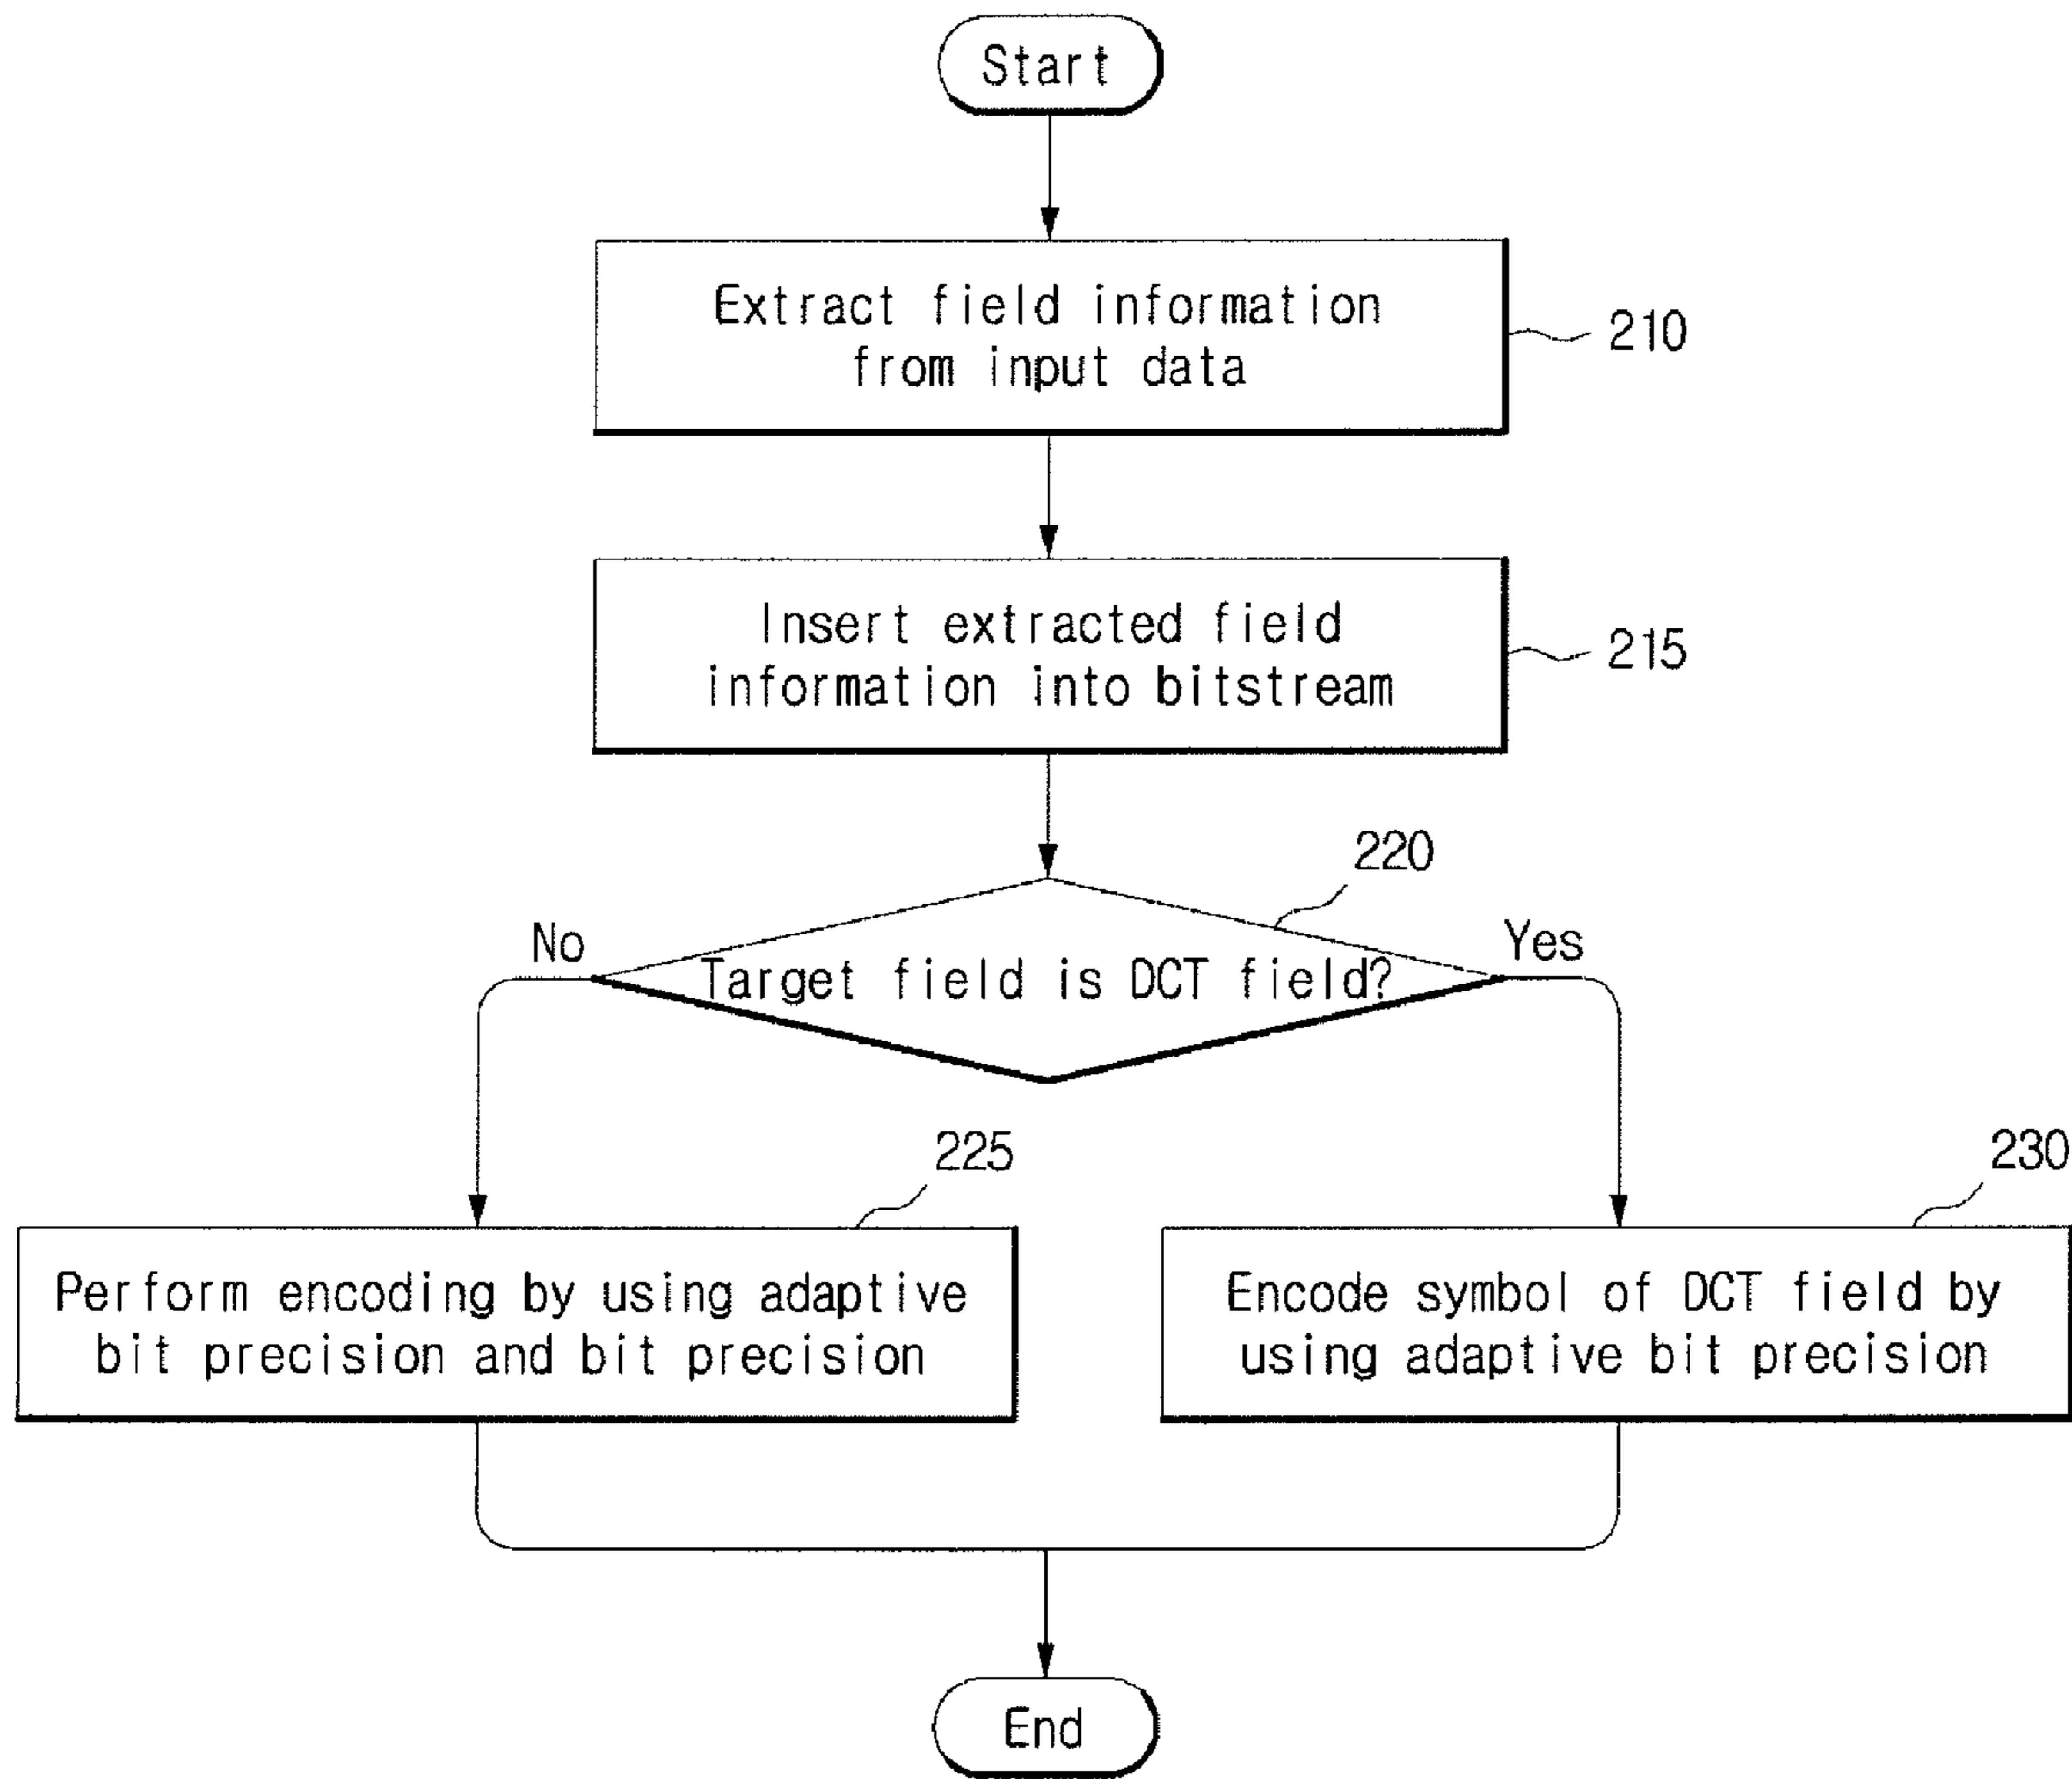 Start
Extract field information
from input data
210
Insert extracted field
information into bitstream
215
220
No
Yes
Target field is DCT field?
225
230
Perform encoding by using adaptive
bit precision and bit precision
Encode symbol of DCT field by
using adaptive bit precision
End